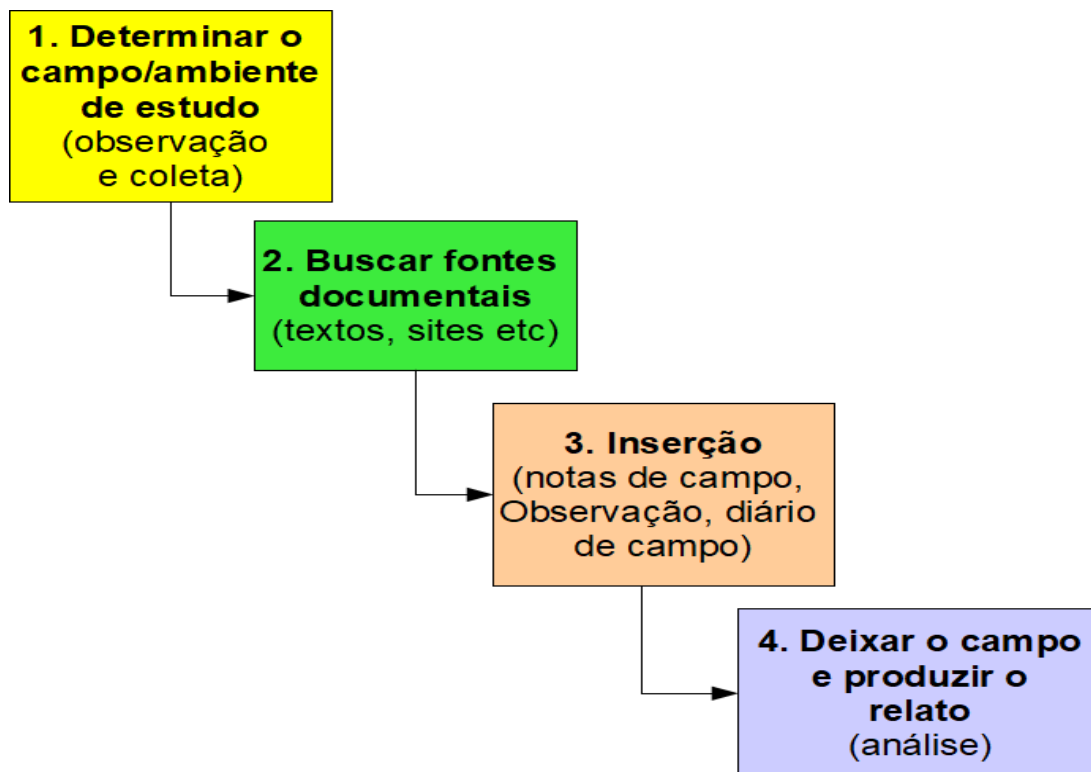 1. Determinar o
campo/ambiente
de estudo
(observação
e coleta)
2. Buscar fontes
documentais
(textos, sites etc)
3. Inserção
(notas de campo,
Observação, diário
de campo)
4. Deixar o campo
e produzir o
relato
(análise)